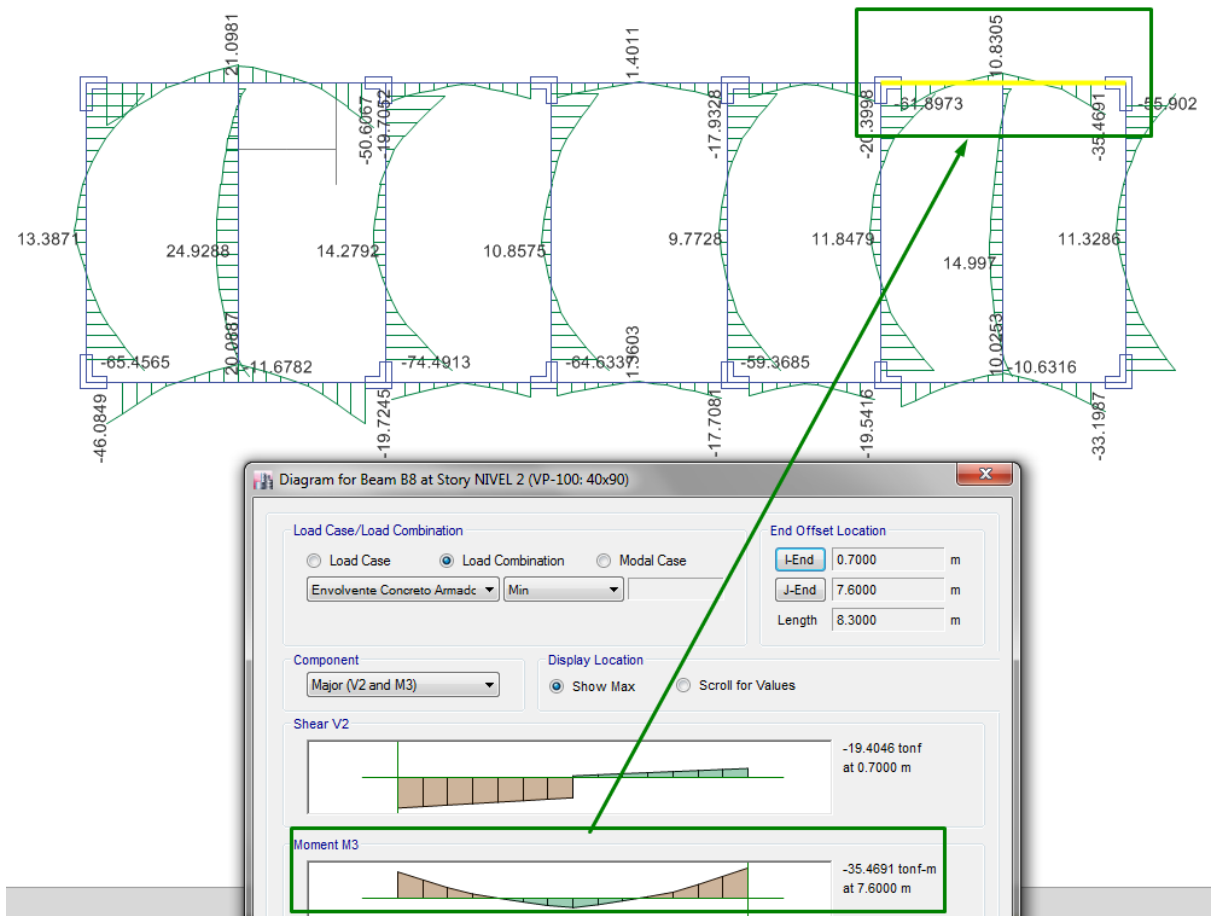 21.0981
1.4011
10.8305
-50.6067
-19.7052
-17.9328
-20.3998
-61.8973
-35.4691
-55.902
13.3871
24.9288
14.2792
10.8575
9.7728
11.8479
14.997
11.3286
-65.4565
20.0887
-11.6782
-74.4913
-64.6337
1.3603
-59.3685
10.0253
-10.6316
-46.0849
-19.7245
-17.7081
-19.5416
-33.1987
Diagram for Beam B8 at Story NIVEL 2 (VP-100: 40x90)
Load Case/Load Combination
Load Case
Load Combination
Modal Case
Envolvente Concreto Armado
Min
End Offset Location
I-End
0.7000
m
J-End
7.6000
m
Length
8.3000
m
Component
Major (V2 and M3)
Display Location
Show Max
Scroll for Values
Shear V2
-19.4046 tonf
at 0.7000 m
Moment M3
-35.4691 tonf-m
at 7.6000 m